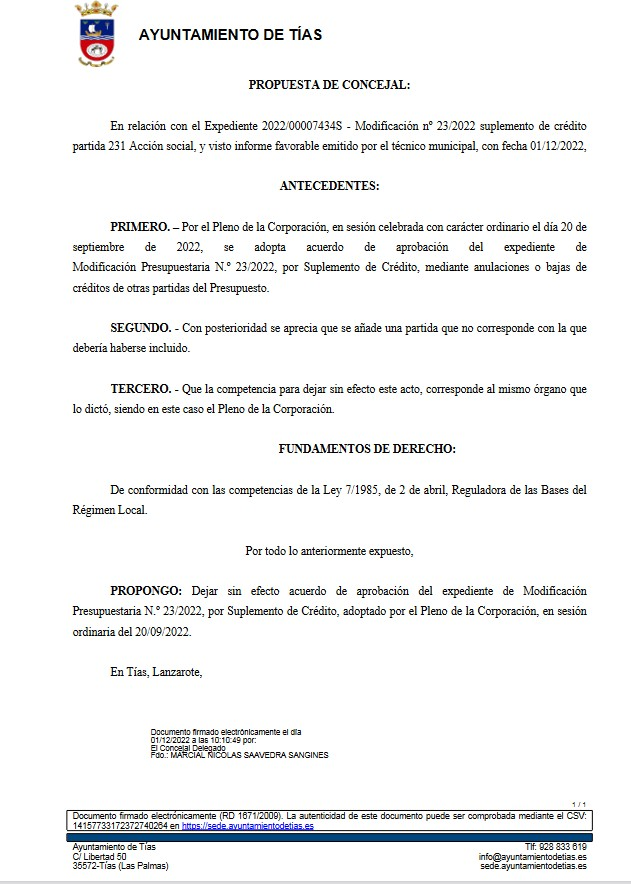 AYUNTAMIENTO DE TÍAS
PROPUESTA DE CONCEJAL:
En relación con el Expediente 2022/00007434S - Modificación nº 23/2022 suplemento de crédito
partida 231 Acción social, y visto informe favorable emitido por el técnico municipal, con fecha 01/12/2022,
ANTECEDENTES:
PRIMERO. – Por el Pleno de la Corporación, en sesión celebrada con carácter ordinario el día 20 de
septiembre de 2022, se adopta acuerdo de aprobación del expediente de
Modificación Presupuestaria N.º 23/2022, por Suplemento de Crédito, mediante anulaciones o bajas de
créditos de otras partidas del Presupuesto.
SEGUNDO. - Con posterioridad se aprecia que se añade una partida que no corresponde con la que
debería haberse incluido.
TERCERO. - Que la competencia para dejar sin efecto este acto, corresponde al mismo órgano que
lo dictó, siendo en este caso el Pleno de la Corporación.
FUNDAMENTOS DE DERECHO:
De conformidad con las competencias de la Ley 7/1985, de 2 de abril, Reguladora de las Bases del
Régimen Local.
Por todo lo anteriormente expuesto,
PROPONGO: Dejar sin efecto acuerdo de aprobación del expediente de Modificación
Presupuestaria N.º 23/2022, por Suplemento de Crédito, adoptado por el Pleno de la Corporación, en sesión
ordinaria del 20/09/2022.
En Tías, Lanzarote,
Documento firmado electrónicamente el día
01/12/2022 a las 10:10:49 por:
El Concejal Delegado
Fdo.: MARCIAL NICOLAS SAAVEDRA SANGINES
1 / 1
Documento firmado electrónicamente (RD 1671/2009). La autenticidad de este documento puede ser comprobada mediante el CSV:
14157733172372740264 en https://sede.ayuntamientodetias.es
Ayuntamiento de Tías
C/ Libertad 50
35572-Tías (Las Palmas)
Tlf: 928 833 619
info@ayuntamientodetias.es
sede.ayuntamientodetias.es